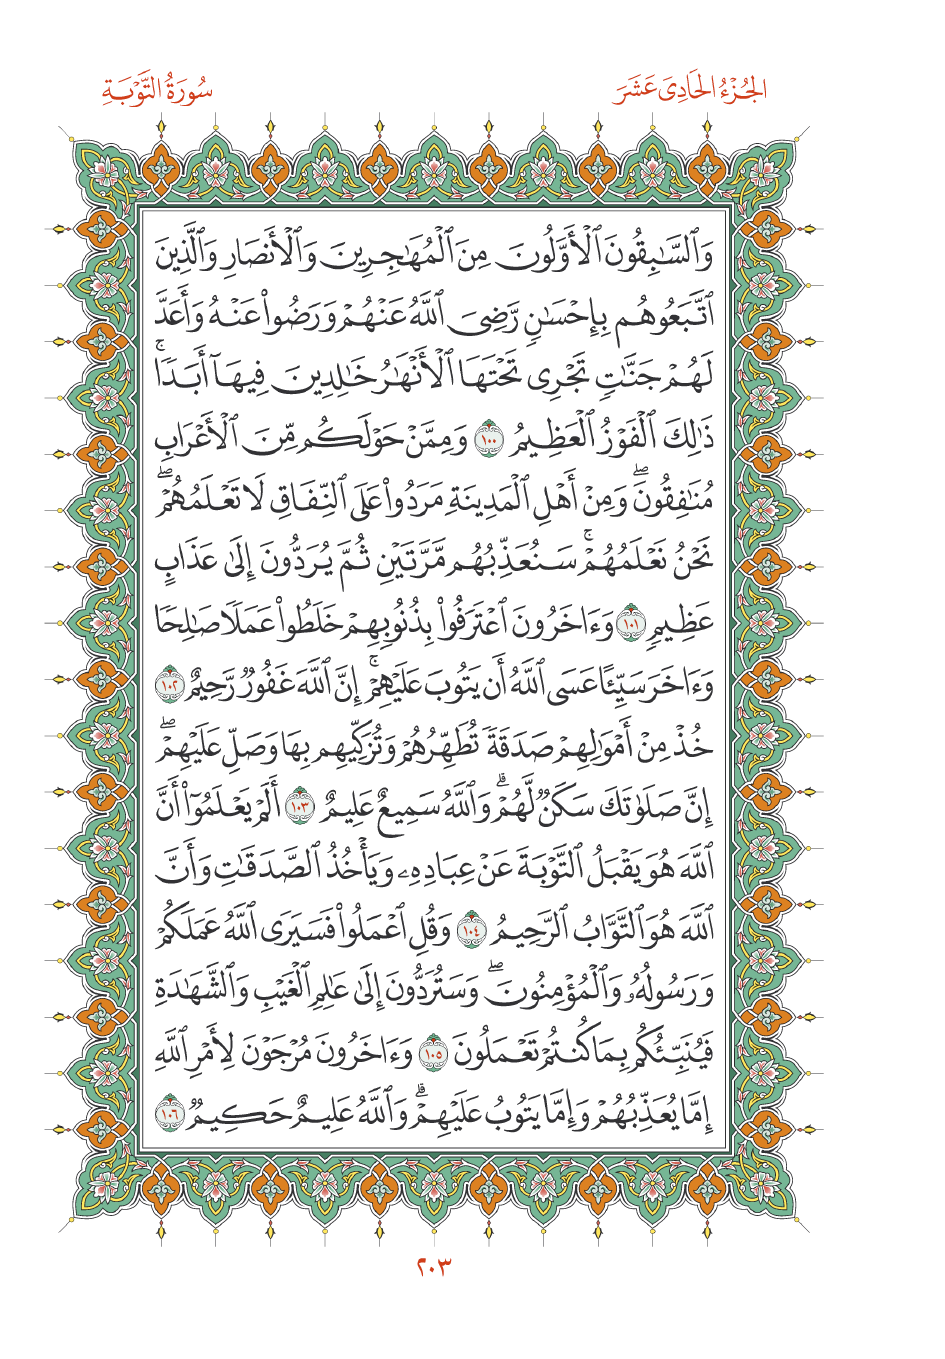 الجُزْءُ الحَادِىَ عَشَرَ
سُورَةُ التَّوْبَةِ
وَٱلسَّـٰبِقُونَ ٱلْأَوَّلُونَ مِنَ ٱلْمُهَـٰجِرِينَ وَٱلْأَنصَارِ وَٱلَّذِينَ
ٱتَّبَعُوهُم بِإِحْسَـٰنٍ رَّضِىَ ٱللَّهُ عَنْهُمْ وَرَضُوا۟ عَنْهُ وَأَعَدَّ
لَهُمْ جَنَّـٰتٍ تَجْرِى تَحْتَهَا ٱلْأَنْهَـٰرُ خَـٰلِدِينَ فِيهَآ أَبَدًا ۚ
ذَٰلِكَ ٱلْفَوْزُ ٱلْعَظِيمُ ١٠٠ وَمِمَّنْ حَوْلَكُم مِّنَ ٱلْأَعْرَابِ
مُنَـٰفِقُونَ ۖ وَمِنْ أَهْلِ ٱلْمَدِينَةِ مَرَدُوا۟ عَلَى ٱلنِّفَاقِ لَا تَعْلَمُهُمْ ۖ
نَحْنُ نَعْلَمُهُمْ ۚ سَنُعَذِّبُهُم مَّرَّتَيْنِ ثُمَّ يُرَدُّونَ إِلَىٰ عَذَابٍ
عَظِيمٍ ١٠١ وَءَاخَرُونَ ٱعْتَرَفُوا۟ بِذُنُوبِهِمْ خَلَطُوا۟ عَمَلًا صَـٰلِحًا
وَءَاخَرَ سَيِّئًا عَسَى ٱللَّهُ أَن يَتُوبَ عَلَيْهِمْ ۚ إِنَّ ٱللَّهَ غَفُورٌ رَّحِيمٌ ١٠٢
خُذْ مِنْ أَمْوَٰلِهِمْ صَدَقَةً تُطَهِّرُهُمْ وَتُزَكِّيهِم بِهَا وَصَلِّ عَلَيْهِمْ ۖ
إِنَّ صَلَوٰتَكَ سَكَنٌ لَّهُمْ ۗ وَٱللَّهُ سَمِيعٌ عَلِيمٌ ١٠٣ أَلَمْ يَعْلَمُوٓا۟ أَنَّ
ٱللَّهَ هُوَ يَقْبَلُ ٱلتَّوْبَةَ عَنْ عِبَادِهِۦ وَيَأْخُذُ ٱلصَّدَقَـٰتِ وَأَنَّ
ٱللَّهَ هُوَ ٱلتَّوَّابُ ٱلرَّحِيمُ ١٠٤ وَقُلِ ٱعْمَلُوا۟ فَسَيَرَى ٱللَّهُ عَمَلَكُمْ
وَرَسُولُهُۥ وَٱلْمُؤْمِنُونَ ۖ وَسَتُرَدُّونَ إِلَىٰ عَـٰلِمِ ٱلْغَيْبِ وَٱلشَّهَـٰدَةِ
فَيُنَبِّئُكُم بِمَا كُنتُمْ تَعْمَلُونَ ١٠٥ وَءَاخَرُونَ مُرْجَوْنَ لِأَمْرِ ٱللَّهِ
إِمَّا يُعَذِّبُهُمْ وَإِمَّا يَتُوبُ عَلَيْهِمْ ۗ وَٱللَّهُ عَلِيمٌ حَكِيمٌ ١٠٦
٢٠٣